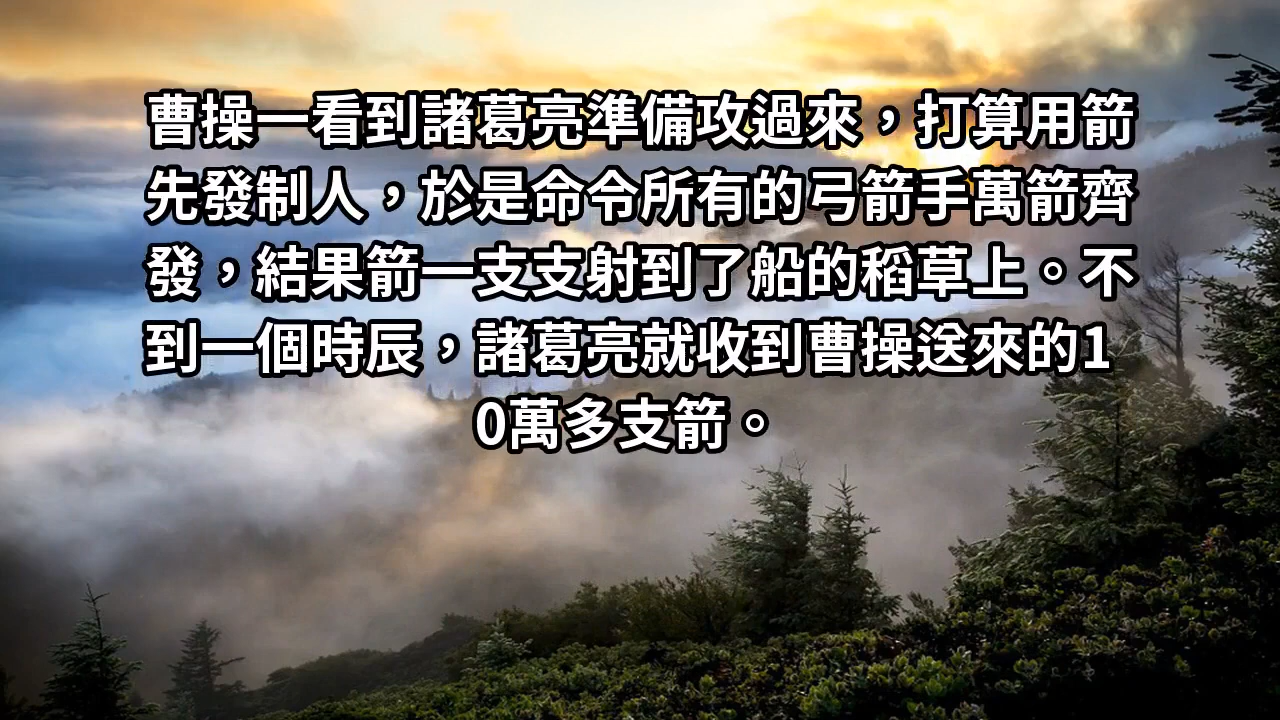 曹操一看到諸葛亮準備攻過來，打算用箭
先發制人，於是命令所有的弓箭手萬箭齊
發，結果箭一支支射到了船的稻草上。不
到一個時辰，諸葛亮就收到曹操送來的1
0萬多支箭。